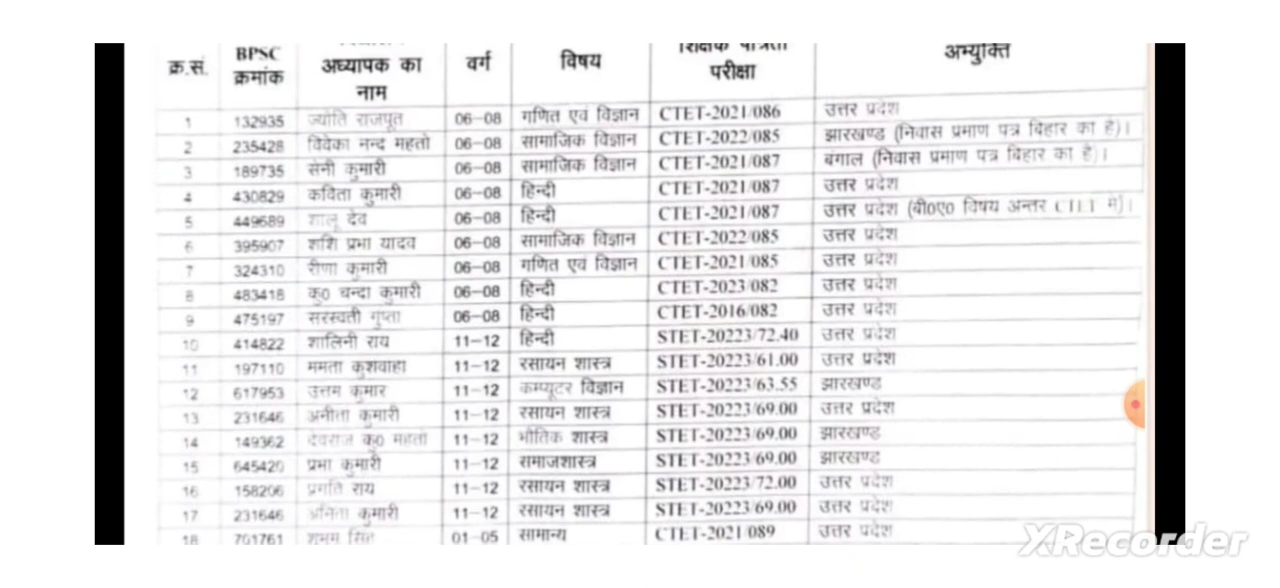 क्र.सं. BPSC क्रमांक अध्यापक का नाम वर्ग विषय शिक्षक पात्रता परीक्षा अभ्युक्ति
1 132935 ज्योति राजपूत 06-08 गणित एवं विज्ञान CTET-2021/086 उत्तर प्रदेश
2 235428 विवेका नन्द महतो 06-08 सामाजिक विज्ञान CTET-2022/085 झारखण्ड (निवास प्रमाण पत्र बिहार का है)।
3 189735 सेनी कुमारी 06-08 सामाजिक विज्ञान CTET-2021/087 बंगाल (निवास प्रमाण पत्र बिहार का है)।
4 430829 कविता कुमारी 06-08 हिन्दी CTET-2021/087 उत्तर प्रदेश
5 449689 शालू देव 06-08 हिन्दी CTET-2021/087 उत्तर प्रदेश (बी0ए0 विषय अन्तर CTET में)।
6 395907 शशि प्रभा यादव 06-08 सामाजिक विज्ञान CTET-2022/085 उत्तर प्रदेश
7 324310 रीणा कुमारी 06-08 गणित एवं विज्ञान CTET-2021/085 उत्तर प्रदेश
8 483418 कु0 चन्दा कुमारी 06-08 हिन्दी CTET-2023/082 उत्तर प्रदेश
9 475197 सरस्वती गुप्ता 06-08 हिन्दी CTET-2016/082 उत्तर प्रदेश
10 414822 शालिनी राय 11-12 हिन्दी STET-20223/72.40 उत्तर प्रदेश
11 197110 ममता कुशवाहा 11-12 रसायन शास्त्र STET-20223/61.00 उत्तर प्रदेश
12 617953 उत्तम कुमार 11-12 कम्प्यूटर विज्ञान STET-20223/63.55 झारखण्ड
13 231646 अनीता कुमारी 11-12 रसायन शास्त्र STET-20223/69.00 उत्तर प्रदेश
14 149362 देवराज कु0 महतो 11-12 भौतिक शास्त्र STET-20223/69.00 झारखण्ड
15 645420 प्रभा कुमारी 11-12 समाजशास्त्र STET-20223/69.00 झारखण्ड
16 158206 प्रगति राय 11-12 रसायन शास्त्र STET-20223/72.00 उत्तर प्रदेश
17 231646 अनिता कुमारी 11-12 रसायन शास्त्र STET-20223/69.00 उत्तर प्रदेश
18 701761 शुभम सिंह 01-05 सामान्य CTET-2021/089 उत्तर प्रदेश
XRecorder